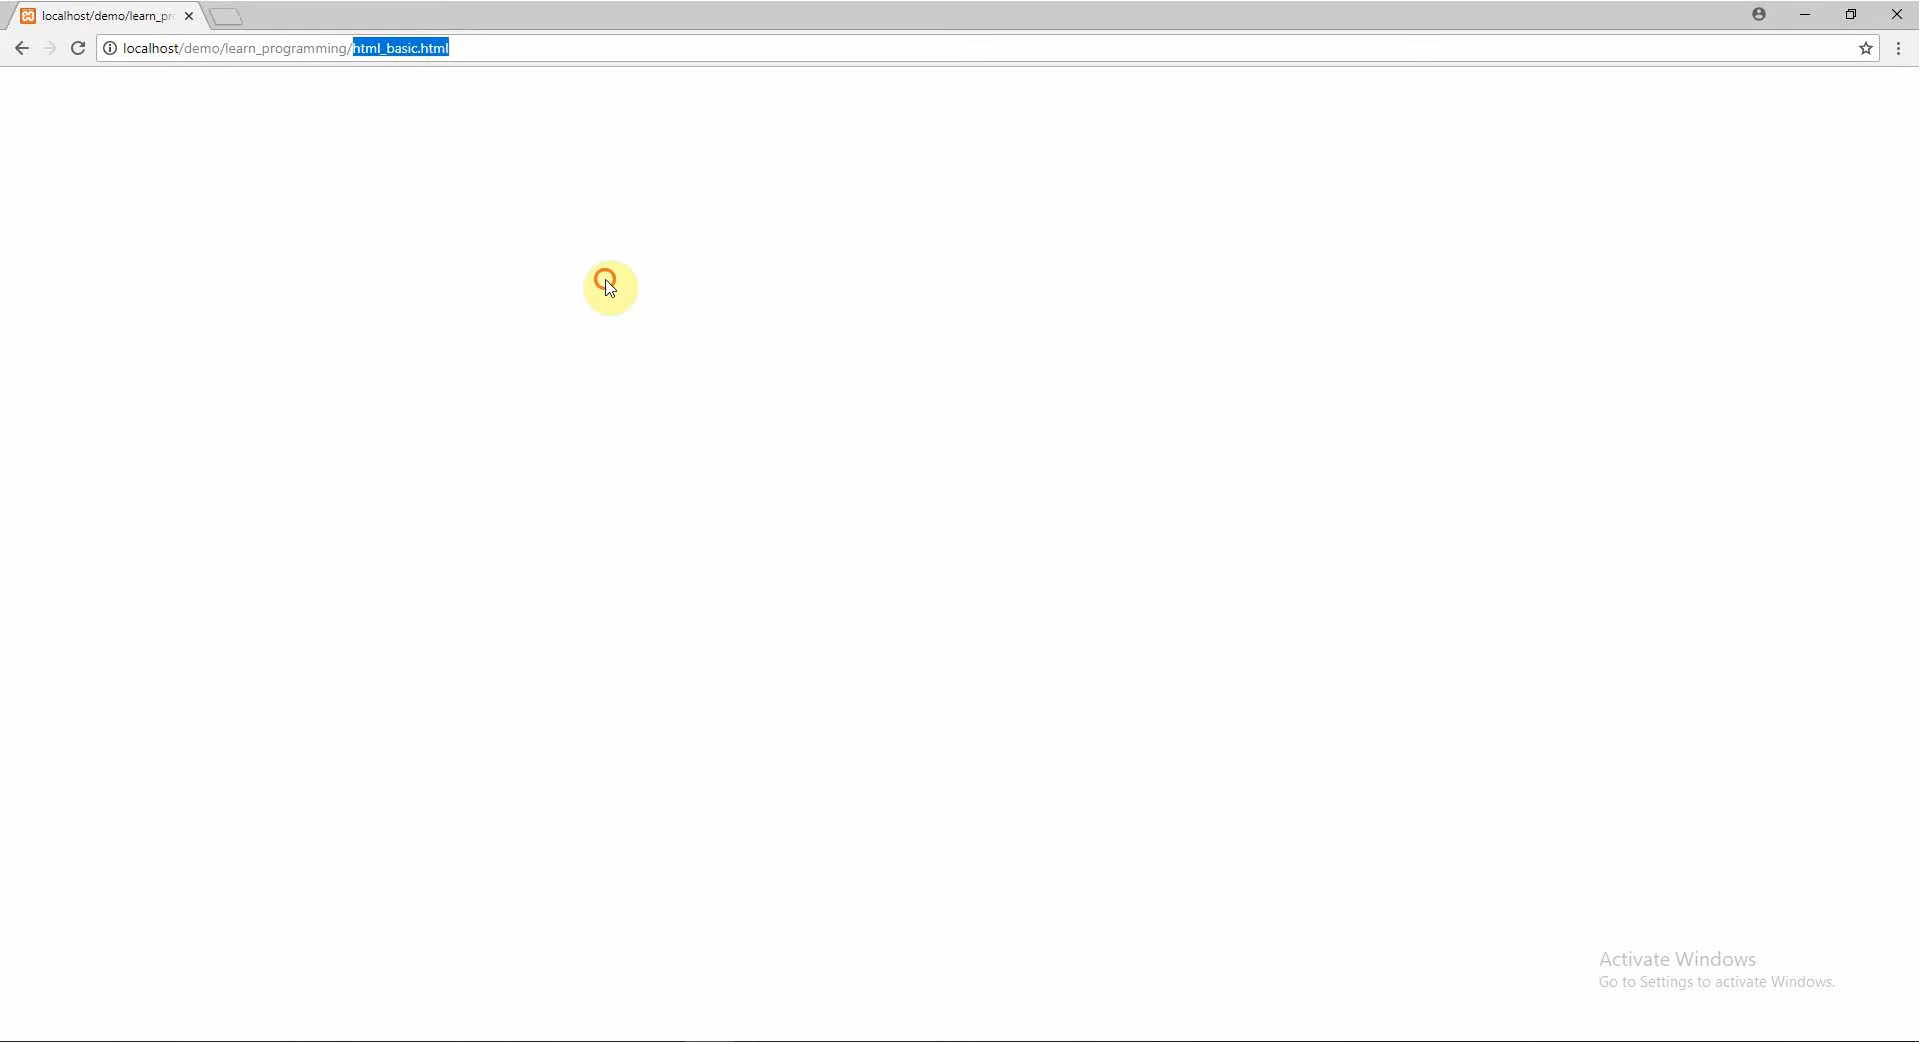 localhost/demo/learn_pr
localhost/demo/learn_programming/html_basic.html
Activate Windows
Go to Settings to activate Windows.